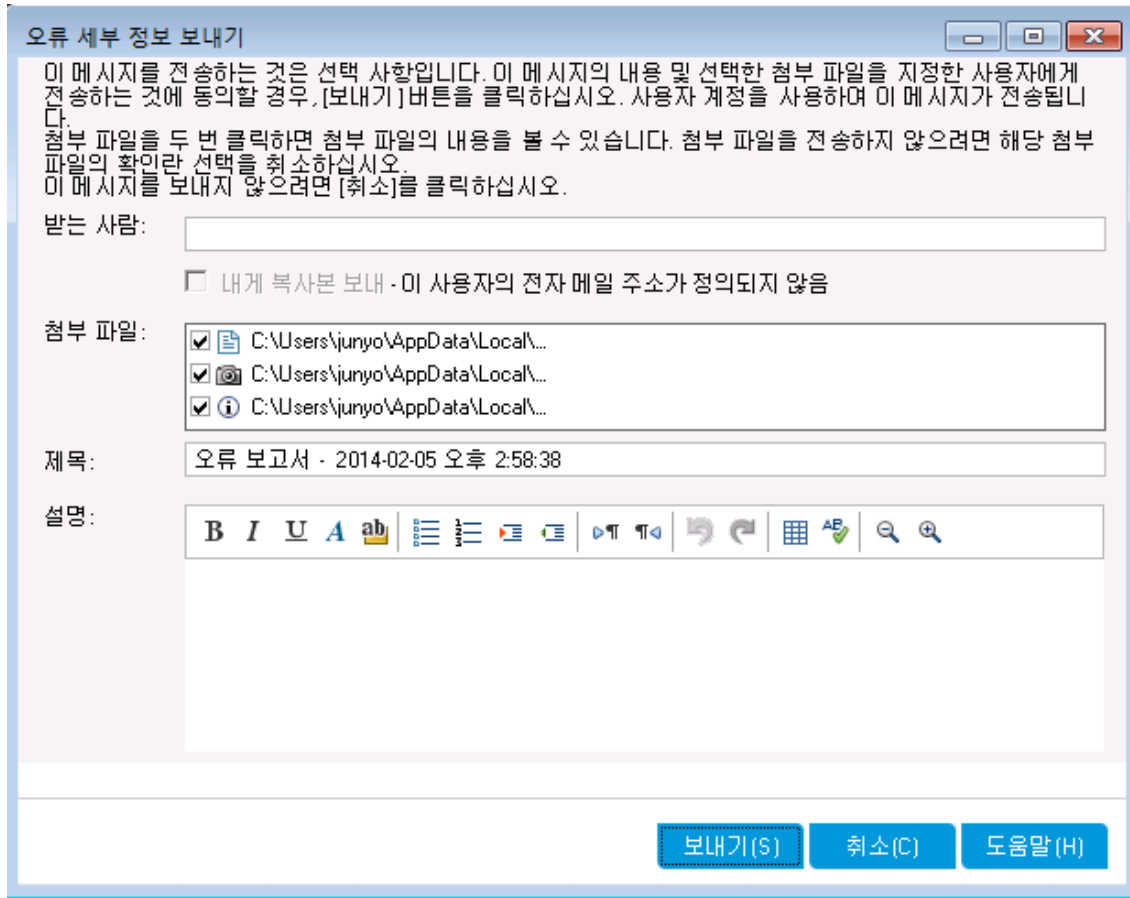 오류 세부 정보 보내기
이 메시지를 전송하는 것은 선택 사항입니다. 이 메시지의 내용 및 선택한 첨부 파일을 지정한 사용자에게
전송하는 것에 동의할 경우, [보내기] 버튼을 클릭하십시오. 사용자 계정을 사용하여 이 메시지가 전송됩니
다.
첨부 파일을 두 번 클릭하면 첨부 파일의 내용을 볼 수 있습니다. 첨부 파일을 전송하지 않으려면 해당 첨부
파일의 확인란 선택을 취소하십시오.
이 메시지를 보내지 않으려면 [취소]를 클릭하십시오.
받는 사람:
내게 복사본 보내 - 이 사용자의 전자 메일 주소가 정의되지 않음
첨부 파일:
C:\Users\junyo\AppData\Local\...
C:\Users\junyo\AppData\Local\...
C:\Users\junyo\AppData\Local\...
제목: 오류 보고서 - 2014-02-05 오후 2:58:38
설명:
B I U A ab
보내기(S) 취소(C) 도움말(H)